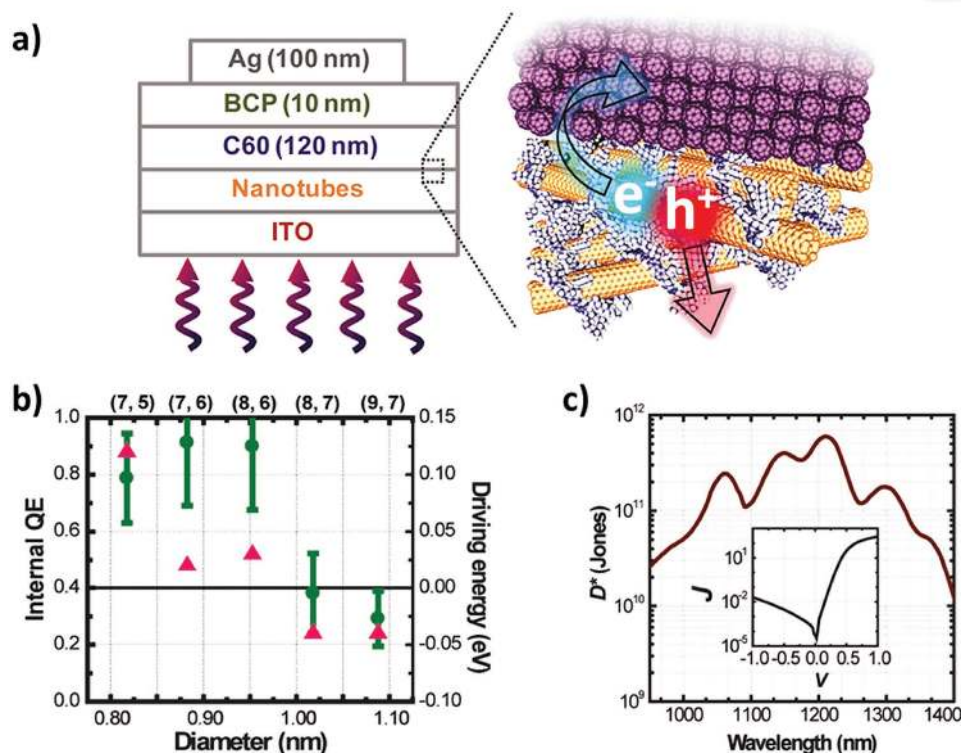 a)
Ag (100 nm)
BCP (10 nm)
C60 (120 nm)
Nanotubes
ITO
e-
h+
b)
(7, 5) (7, 6) (8, 6) (8, 7) (9, 7)
1.0
0.8
0.6
0.4
0.2
0.0
Internal QE
0.15
0.10
0.05
0.00
-0.05
-0.10
Driving energy (eV)
0.80 0.90 1.00 1.10
Diameter (nm)
c)
10^12
10^11
10^10
10^9
D* (Jones)
10^1
10^-2
10^-5
J
-1.0 -0.5 0.0 0.5 1.0
V
1000 1100 1200 1300 1400
Wavelength (nm)